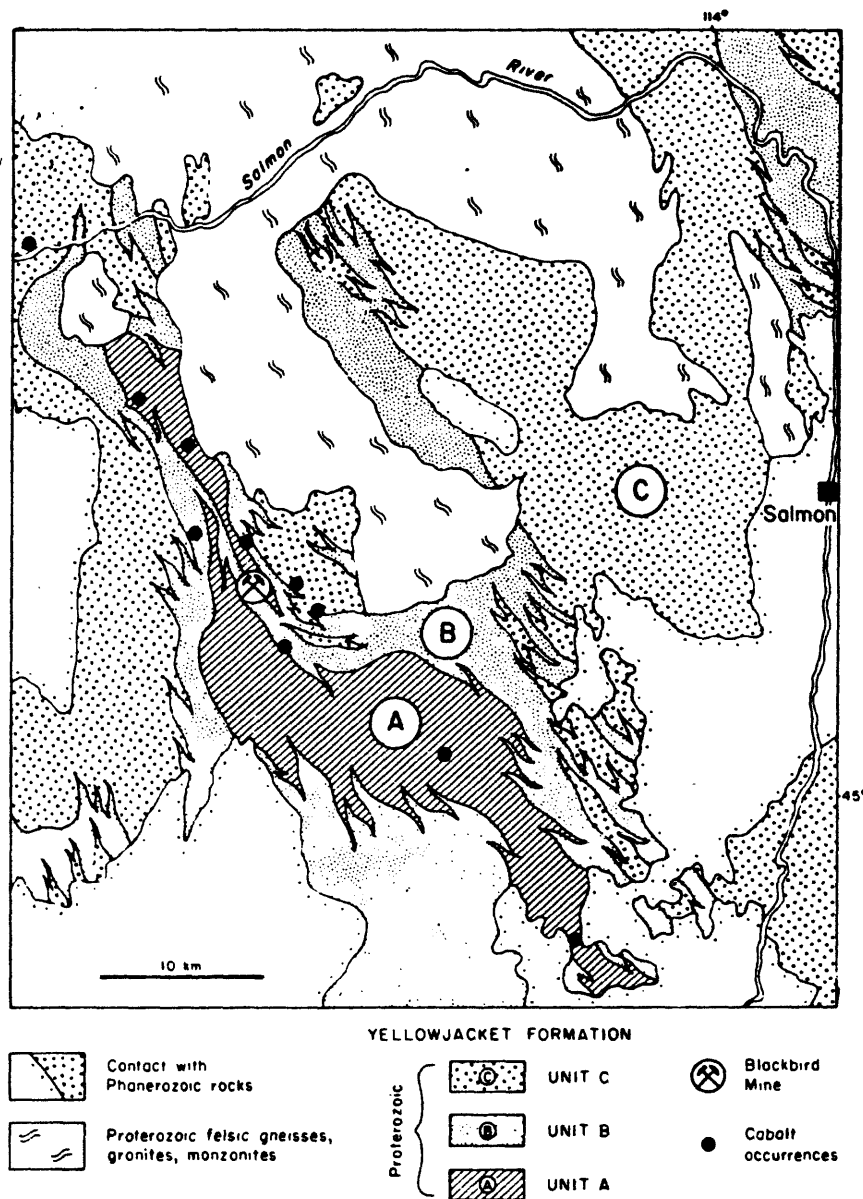 114°
River
Salmon
C
Salmon
B
A
45°
10 km
YELLOWJACKET FORMATION
Contact with
Phanerozoic rocks
Proterozoic felsic gneisses,
granites, monzonites
Proterozoic
C UNIT C
B UNIT B
A UNIT A
Blackbird
Mine
Cobalt
occurrences